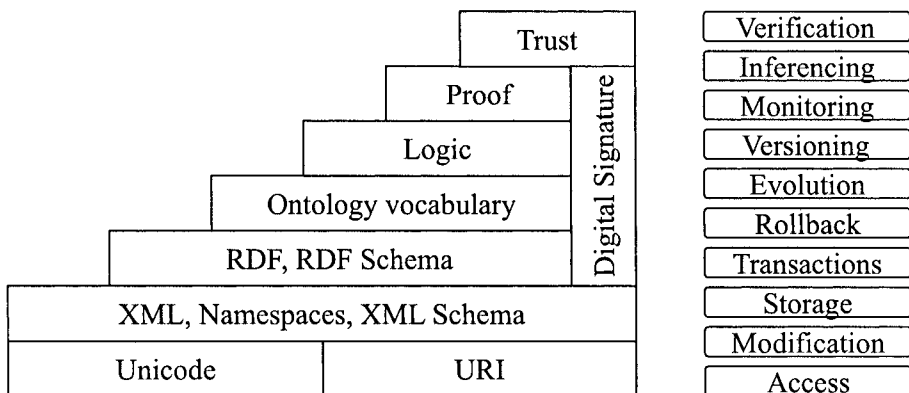 Trust
Proof
Logic
Ontology vocabulary
RDF, RDF Schema
Digital Signature
XML, Namespaces, XML Schema
Unicode
URI
Verification
Inferencing
Monitoring
Versioning
Evolution
Rollback
Transactions
Storage
Modification
Access